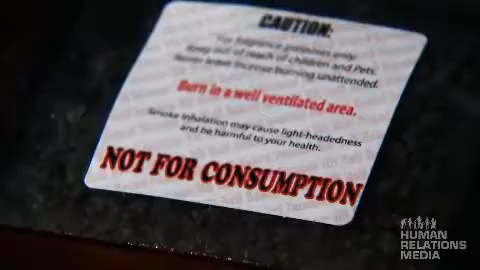 CAUTION:
For fragrance purposes only.
Keep out of reach of children and Pets.
Never leave incense burning unattended.
Burn in a well ventilated area.
Smoke inhalation may cause light-headedness
and be harmful to your health.
NOT FOR CONSUMPTION
HUMAN
RELATIONS
MEDIA